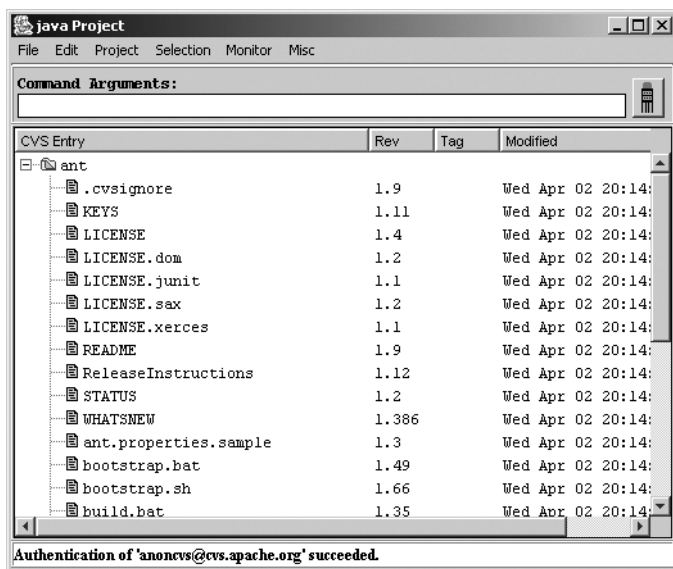 java Project
File Edit Project Selection Monitor Misc
Command Arguments:
CVS Entry Rev Tag Modified
ant
.cvsignore 1.9 Wed Apr 02 20:14:
KEYS 1.11 Wed Apr 02 20:14:
LICENSE 1.4 Wed Apr 02 20:14:
LICENSE.dom 1.2 Wed Apr 02 20:14:
LICENSE.junit 1.1 Wed Apr 02 20:14:
LICENSE.sax 1.2 Wed Apr 02 20:14:
LICENSE.xerces 1.1 Wed Apr 02 20:14:
README 1.9 Wed Apr 02 20:14:
ReleaseInstructions 1.12 Wed Apr 02 20:14:
STATUS 1.2 Wed Apr 02 20:14:
WHATSNEW 1.386 Wed Apr 02 20:14:
ant.properties.sample 1.3 Wed Apr 02 20:14:
bootstrap.bat 1.49 Wed Apr 02 20:14:
bootstrap.sh 1.66 Wed Apr 02 20:14:
build.bat 1.35 Wed Apr 02 20:14:
Authentication of 'anoncvs@cvs.apache.org' succeeded.